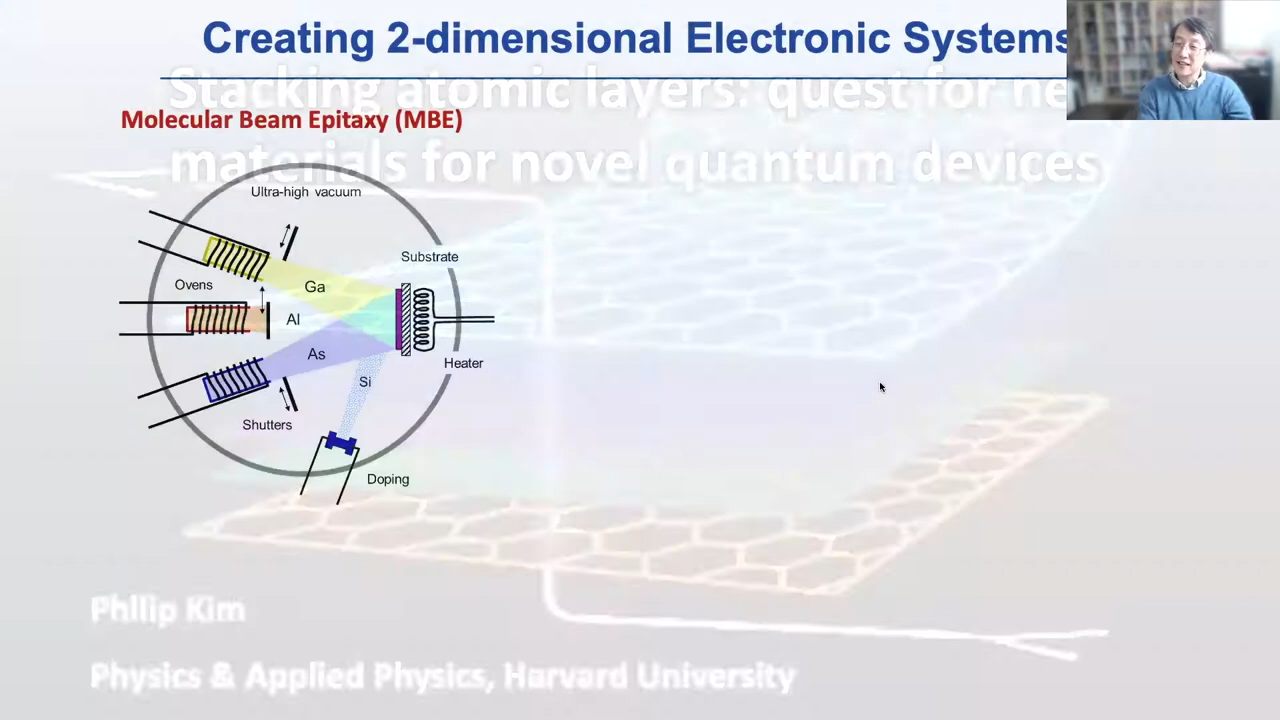 Creating 2-dimensional Electronic Systems
Stacking atomic layers: quest for ne
Molecular Beam Epitaxy (MBE)
materials for novel quantum devices
Ultra-high vacuum
Substrate
Ovens
Ga
Al
As
Heater
Si
Shutters
Doping
Philip Kim
Physics & Applied Physics, Harvard University